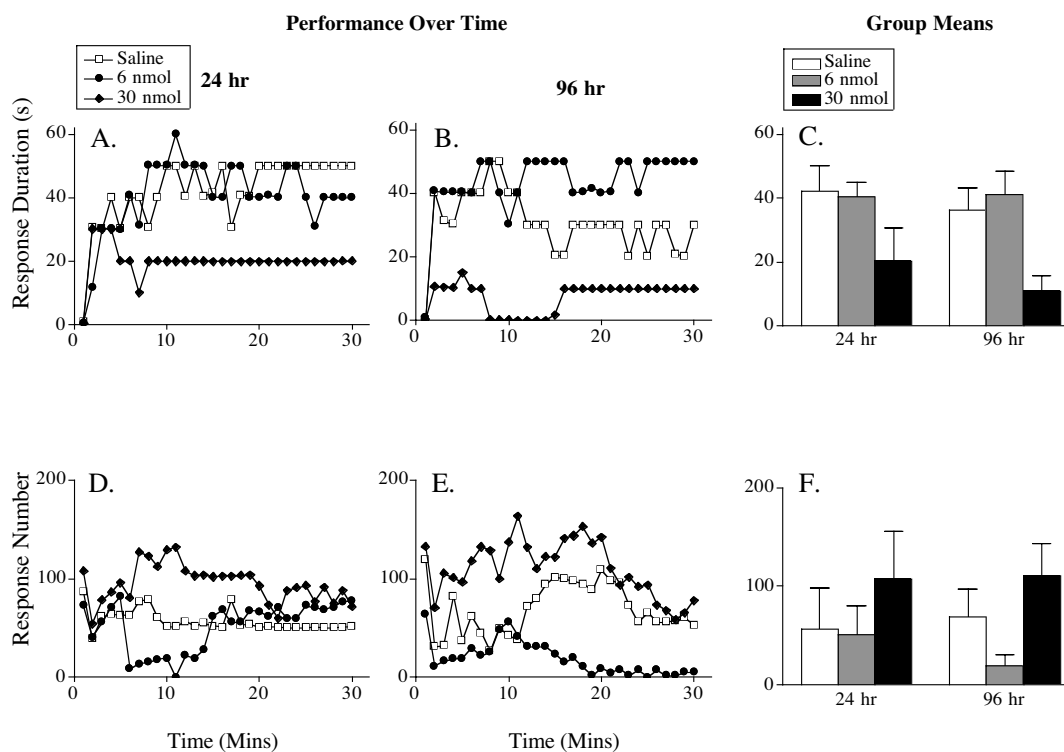 Performance Over Time
Group Means
Saline
6 nmol
30 nmol
24 hr
96 hr
Saline
6 nmol
30 nmol
Response Duration (s)
A.
60
40
20
0
0 10 20 30
B.
60
40
20
0
0 10 20 30
C.
60
40
20
0
24 hr 96 hr
Response Number
D.
200
100
0
0 10 20 30
Time (Mins)
E.
200
100
0
0 10 20 30
Time (Mins)
F.
200
100
0
24 hr 96 hr